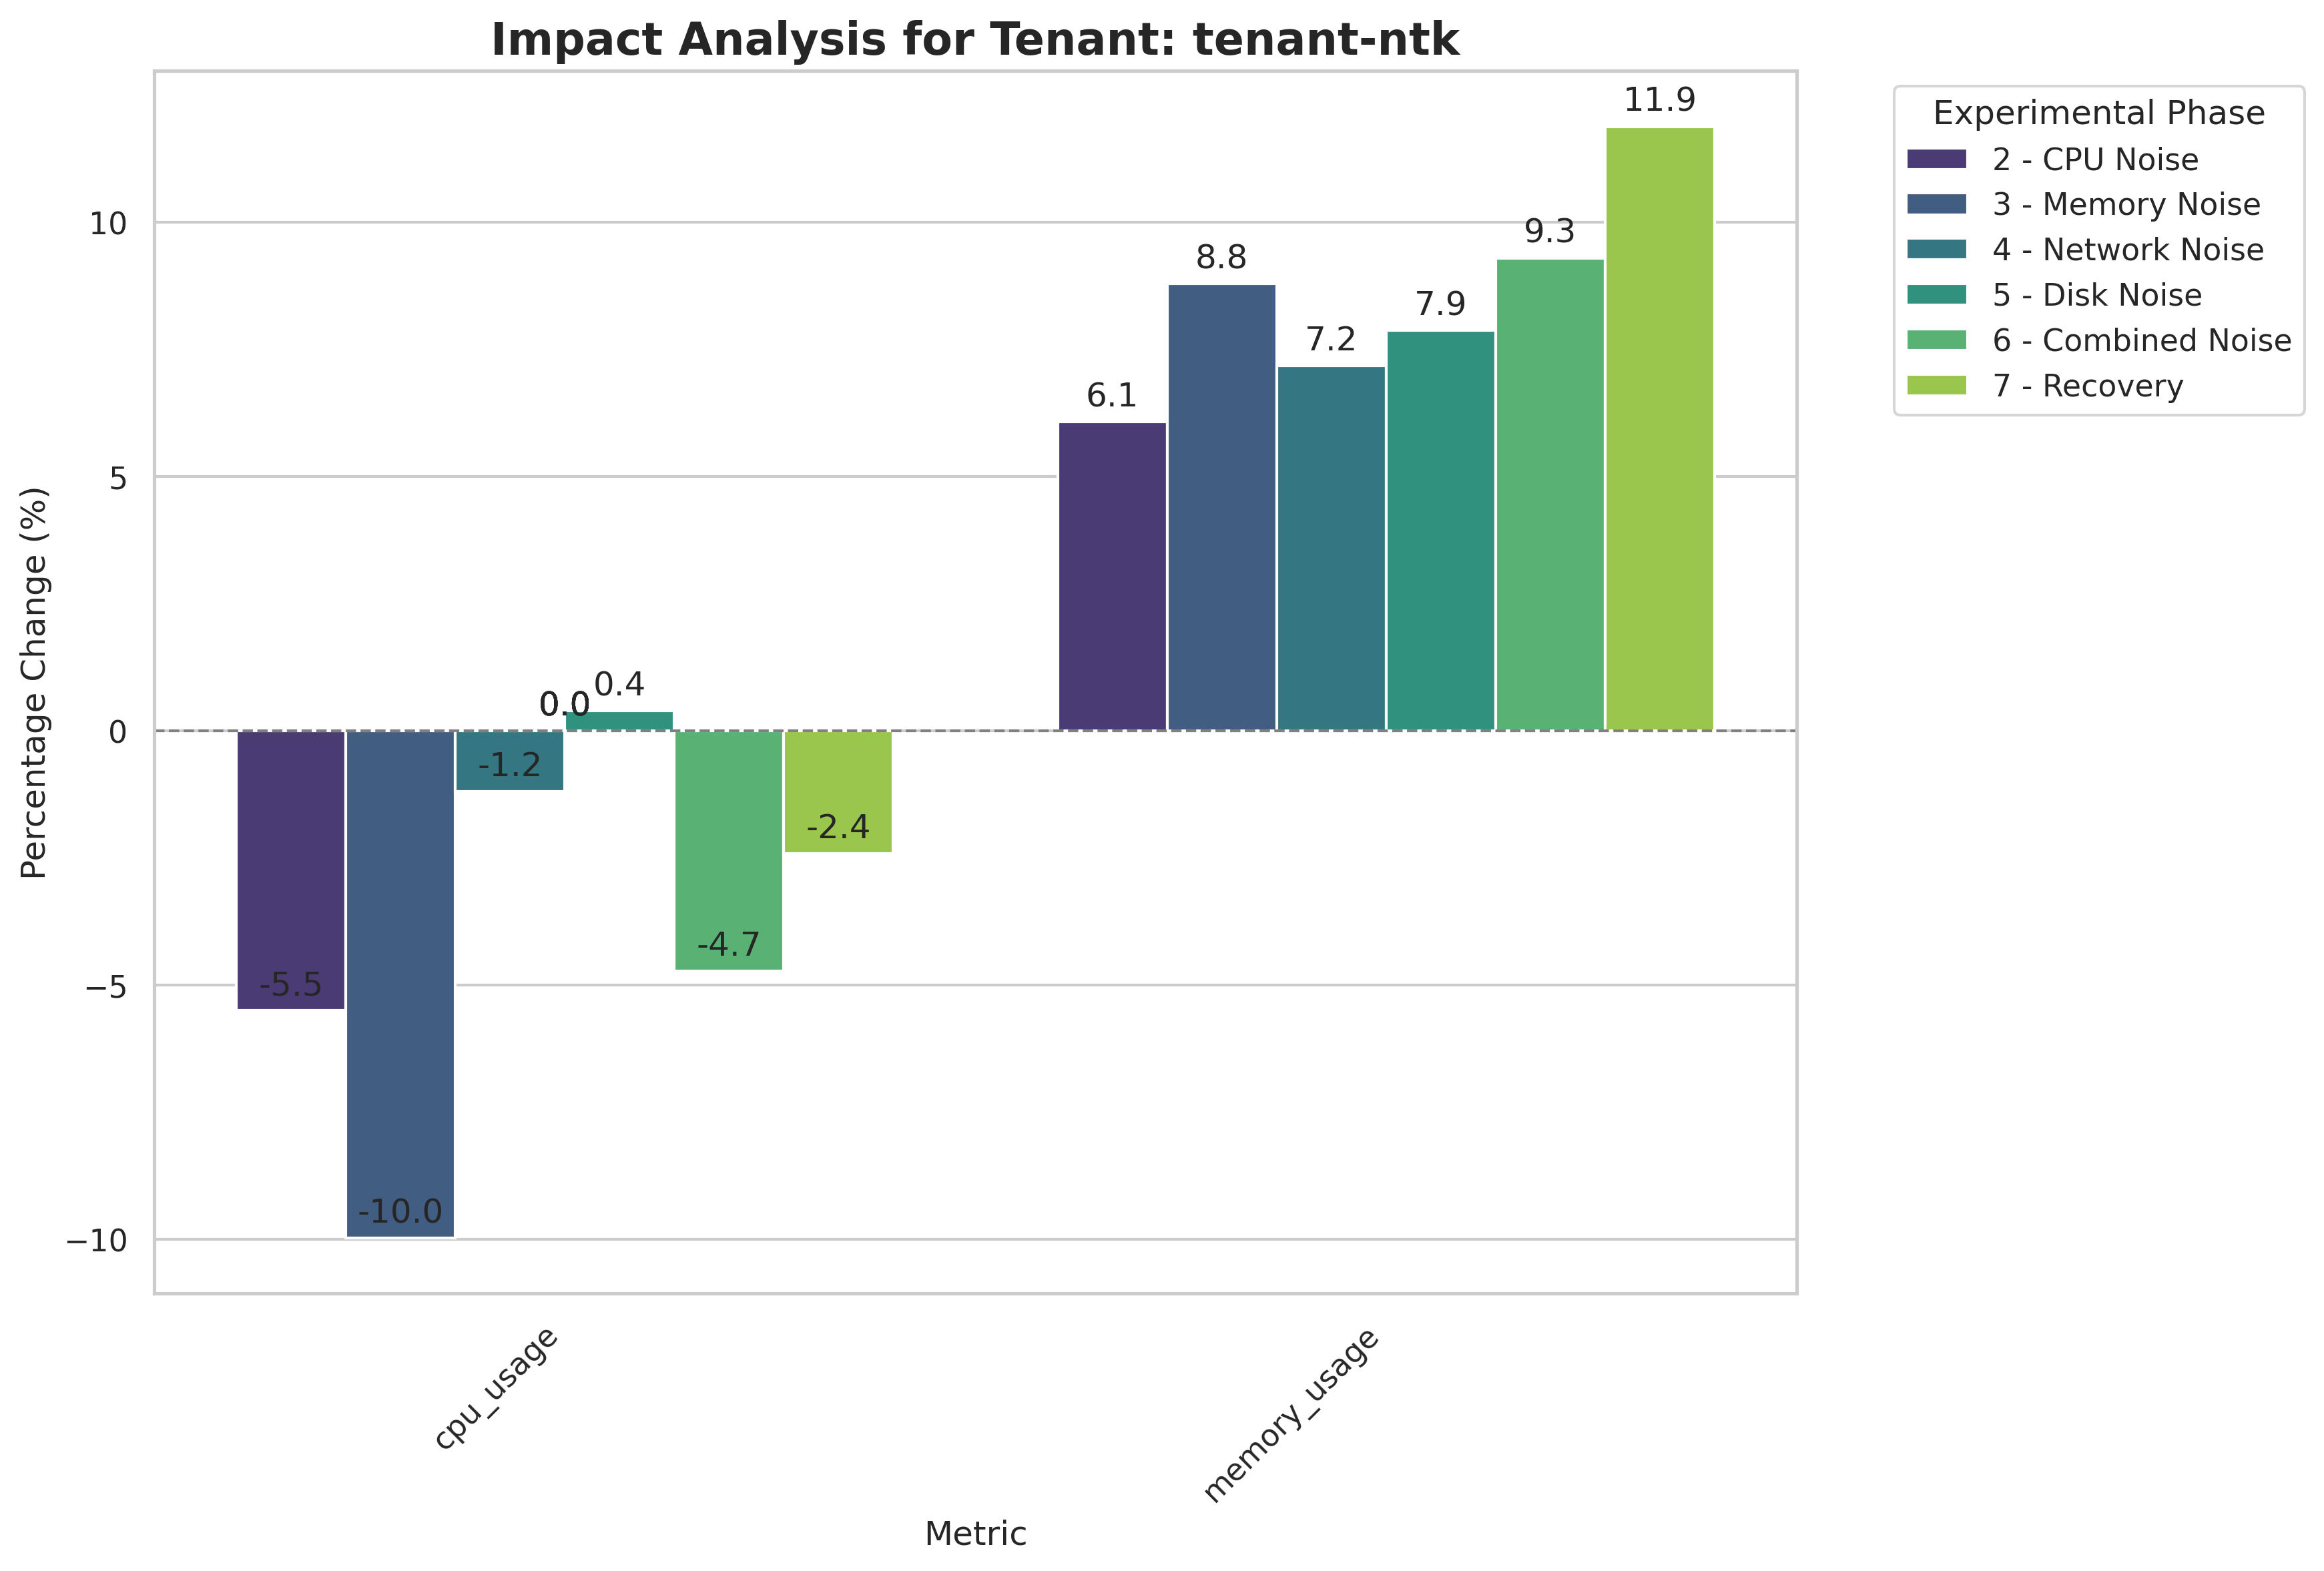 Impact Analysis for Tenant: tenant-ntk
Experimental Phase
2 - CPU Noise
3 - Memory Noise
4 - Network Noise
5 - Disk Noise
6 - Combined Noise
7 - Recovery
Percentage Change (%)
10
5
0
−5
−10
-5.5
-10.0
-1.2
0.0
0.4
-4.7
-2.4
6.1
8.8
7.2
7.9
9.3
11.9
cpu_usage
memory_usage
Metric